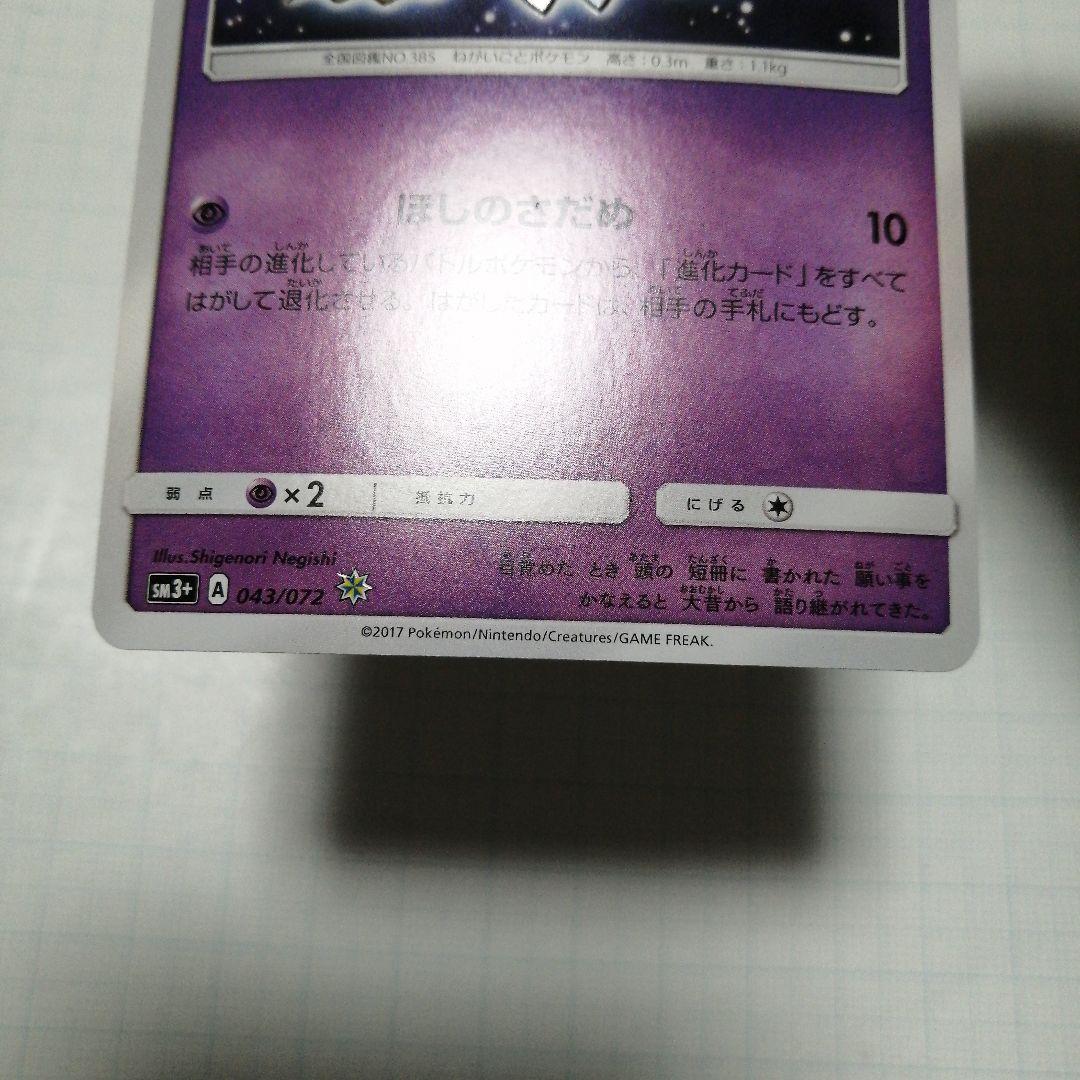 全国図鑑NO.385 ねがいごとポケモン 高さ:0.3m 重さ:1.1kg
ほしのさだめ 10
相手の進化しているバトルポケモンから、「進化カード」をすべて
はがして退化させる。はがしたカードは、相手の手札にもどす。
弱点 ×2 抵抗力 にげる
Illus.Shigenori Negishi
SM3+ A 043/072
目覚めた とき 頭の 短冊に 書かれた 願い事を
かなえると 大昔から 語り継がれてきた。
©2017 Pokémon/Nintendo/Creatures/GAME FREAK.